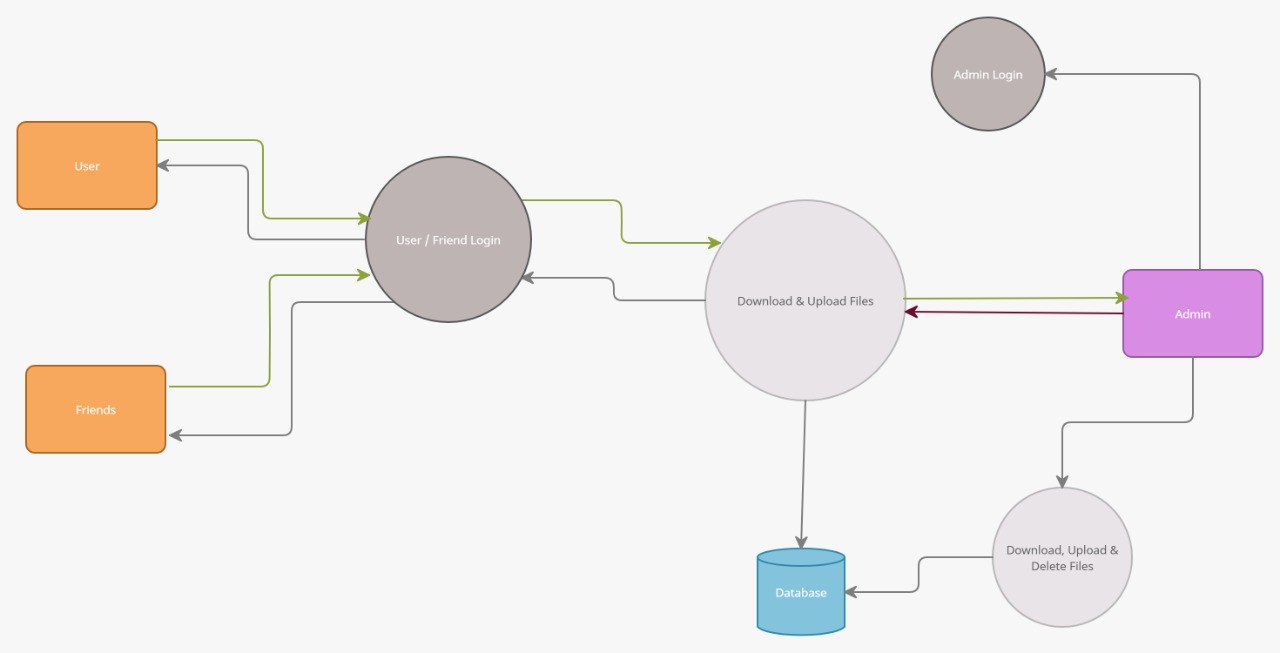 Admin Login
User
User / Friend Login
Download & Upload Files
Admin
Friends
Download, Upload &
Delete Files
Database